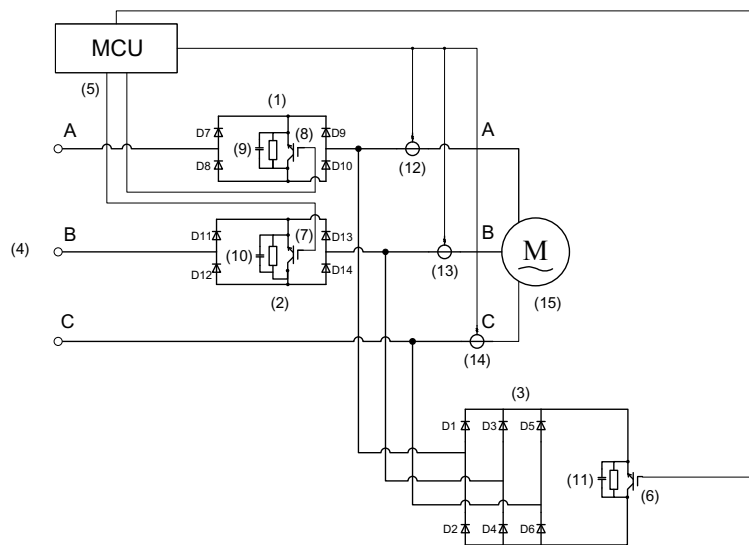 MCU
(5)
(1)
A
D7
(8)
D9
A
(9)
D8
D10
(12)
(4)
B
D11
(7)
D13
B
M
(10)
D12
D14
(13)
(15)
(2)
C
C
(14)
(3)
D1
D3
D5
(11)
(6)
D2
D4
D6